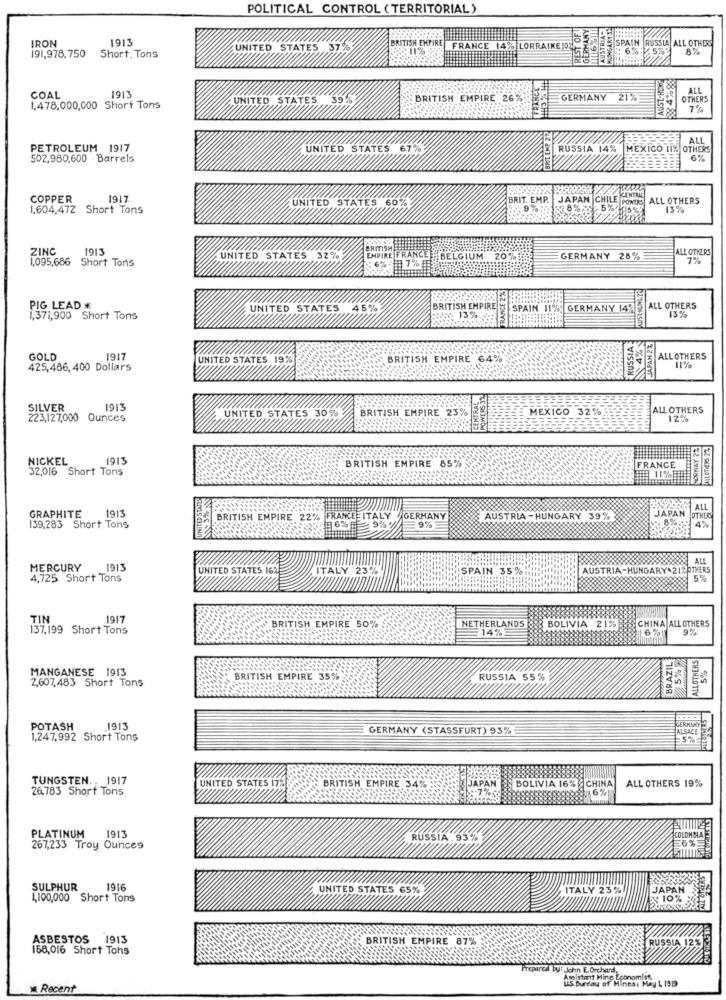 POLITICAL CONTROL (TERRITORIAL)
IRON 1913
191,978,750 Short Tons
UNITED STATES 37%
BRITISH EMPIRE 11%
FRANCE 14%
LORRAINE 10%
REST OF GERMANY 6%
AUSTRIA-HUNGARY 3%
SPAIN 6%
RUSSIA 5%
ALL OTHERS 8%
COAL 1913
1,478,000,000 Short Tons
UNITED STATES 39%
BRITISH EMPIRE 26%
FRANCE 3%
GERMANY 21%
AUST.-HUNG. 4%
ALL OTHERS 7%
PETROLEUM 1917
502,980,600 Barrels
UNITED STATES 67%
BRIT. EMP. 2%
RUSSIA 14%
MEXICO 11%
ALL OTHERS 6%
COPPER 1917
1,604,472 Short Tons
UNITED STATES 60%
BRIT. EMP. 9%
JAPAN 8%
CHILE 5%
CENTRAL POWERS 5%
ALL OTHERS 13%
ZINC 1913
1,095,686 Short Tons
UNITED STATES 32%
BRITISH EMPIRE 6%
FRANCE 7%
BELGIUM 20%
GERMANY 28%
ALL OTHERS 7%
PIG LEAD *
1,371,900 Short Tons
UNITED STATES 45%
BRITISH EMPIRE 13%
FRANCE 2%
SPAIN 11%
GERMANY 14%
AUS-HUNG. 2%
ALL OTHERS 13%
GOLD 1917
425,486,400 Dollars
UNITED STATES 19%
BRITISH EMPIRE 64%
RUSSIA 4%
JAPAN 2%
ALL OTHERS 11%
SILVER 1913
223,127,000 Ounces
UNITED STATES 30%
BRITISH EMPIRE 23%
CENTRAL POWERS 3%
MEXICO 32%
ALL OTHERS 12%
NICKEL 1913
32,016 Short Tons
BRITISH EMPIRE 85%
FRANCE 11%
NORWAY 2%
ALL OTHERS 2%
GRAPHITE 1913
139,283 Short Tons
UNITED STATES 3%
BRITISH EMPIRE 22%
FRANCE 6%
ITALY 9%
GERMANY 9%
AUSTRIA-HUNGARY 39%
JAPAN 8%
ALL OTHERS 4%
MERCURY 1913
4,725 Short Tons
UNITED STATES 16%
ITALY 23%
SPAIN 35%
AUSTRIA-HUNGARY 21%
ALL OTHERS 5%
TIN 1917
137,199 Short Tons
BRITISH EMPIRE 50%
NETHERLANDS 14%
BOLIVIA 21%
CHINA 6%
ALL OTHERS 9%
MANGANESE 1913
2,607,483 Short Tons
BRITISH EMPIRE 35%
RUSSIA 55%
BRAZIL 5%
ALL OTHERS 5%
POTASH 1913
1,247,992 Short Tons
GERMANY (STASSFURT) 93%
GERMANY ALSACE 5%
ALL OTHERS 2%
TUNGSTEN 1917
26,783 Short Tons
UNITED STATES 17%
BRITISH EMPIRE 34%
JAPAN 7%
BOLIVIA 16%
CHINA 6%
ALL OTHERS 19%
PLATINUM 1913
267,233 Troy Ounces
RUSSIA 93%
COLOMBIA 6%
SULPHUR 1916
1,100,000 Short Tons
UNITED STATES 65%
ITALY 23%
JAPAN 10%
ALL OTHERS 2%
ASBESTOS 1913
158,016 Short Tons
BRITISH EMPIRE 87%
RUSSIA 12%
* Recent
Prepared by: John E. Orchard,
Assistant Mine Economist,
U.S. Bureau of Mines; May 1, 1919